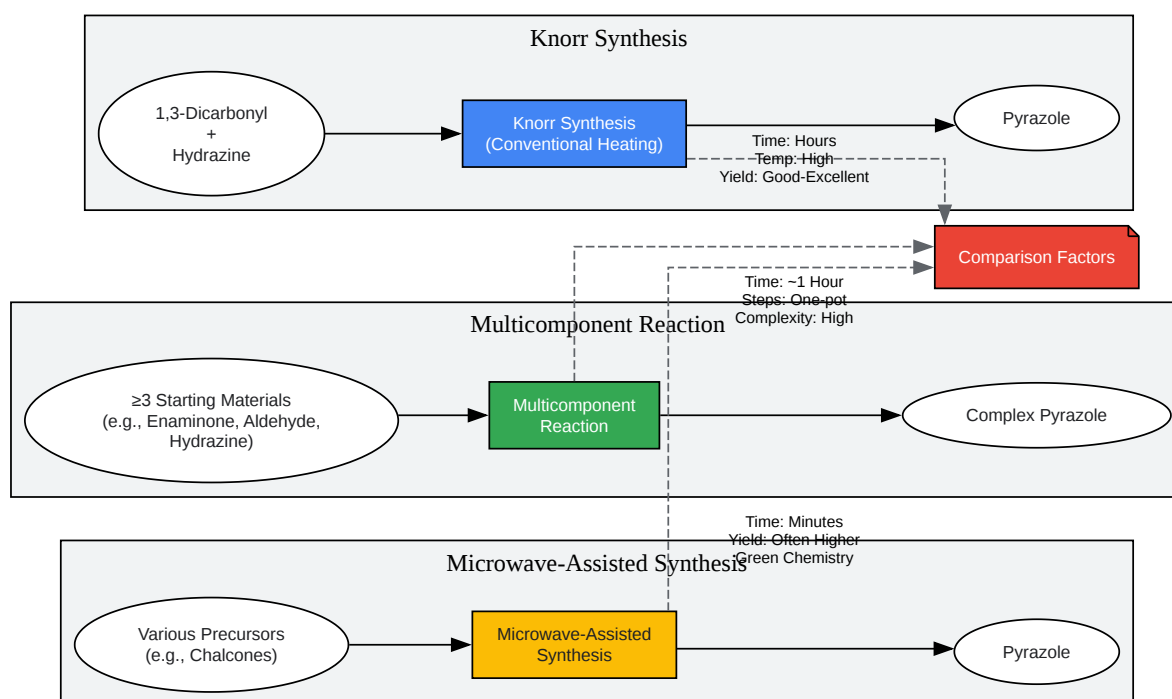 Knorr Synthesis
1,3-Dicarbonyl
+
Hydrazine
Knorr Synthesis
(Conventional Heating)
Pyrazole
Time: Hours
Temp: High
Yield: Good-Excellent
Comparison Factors
Time: ~1 Hour
Steps: One-pot
Complexity: High
Multicomponent Reaction
≥3 Starting Materials
(e.g., Enaminone, Aldehyde,
Hydrazine)
Multicomponent
Reaction
Complex Pyrazole
Time: Minutes
Yield: Often Higher
Green Chemistry
Microwave-Assisted Synthesis
Various Precursors
(e.g., Chalcones)
Microwave-Assisted
Synthesis
Pyrazole